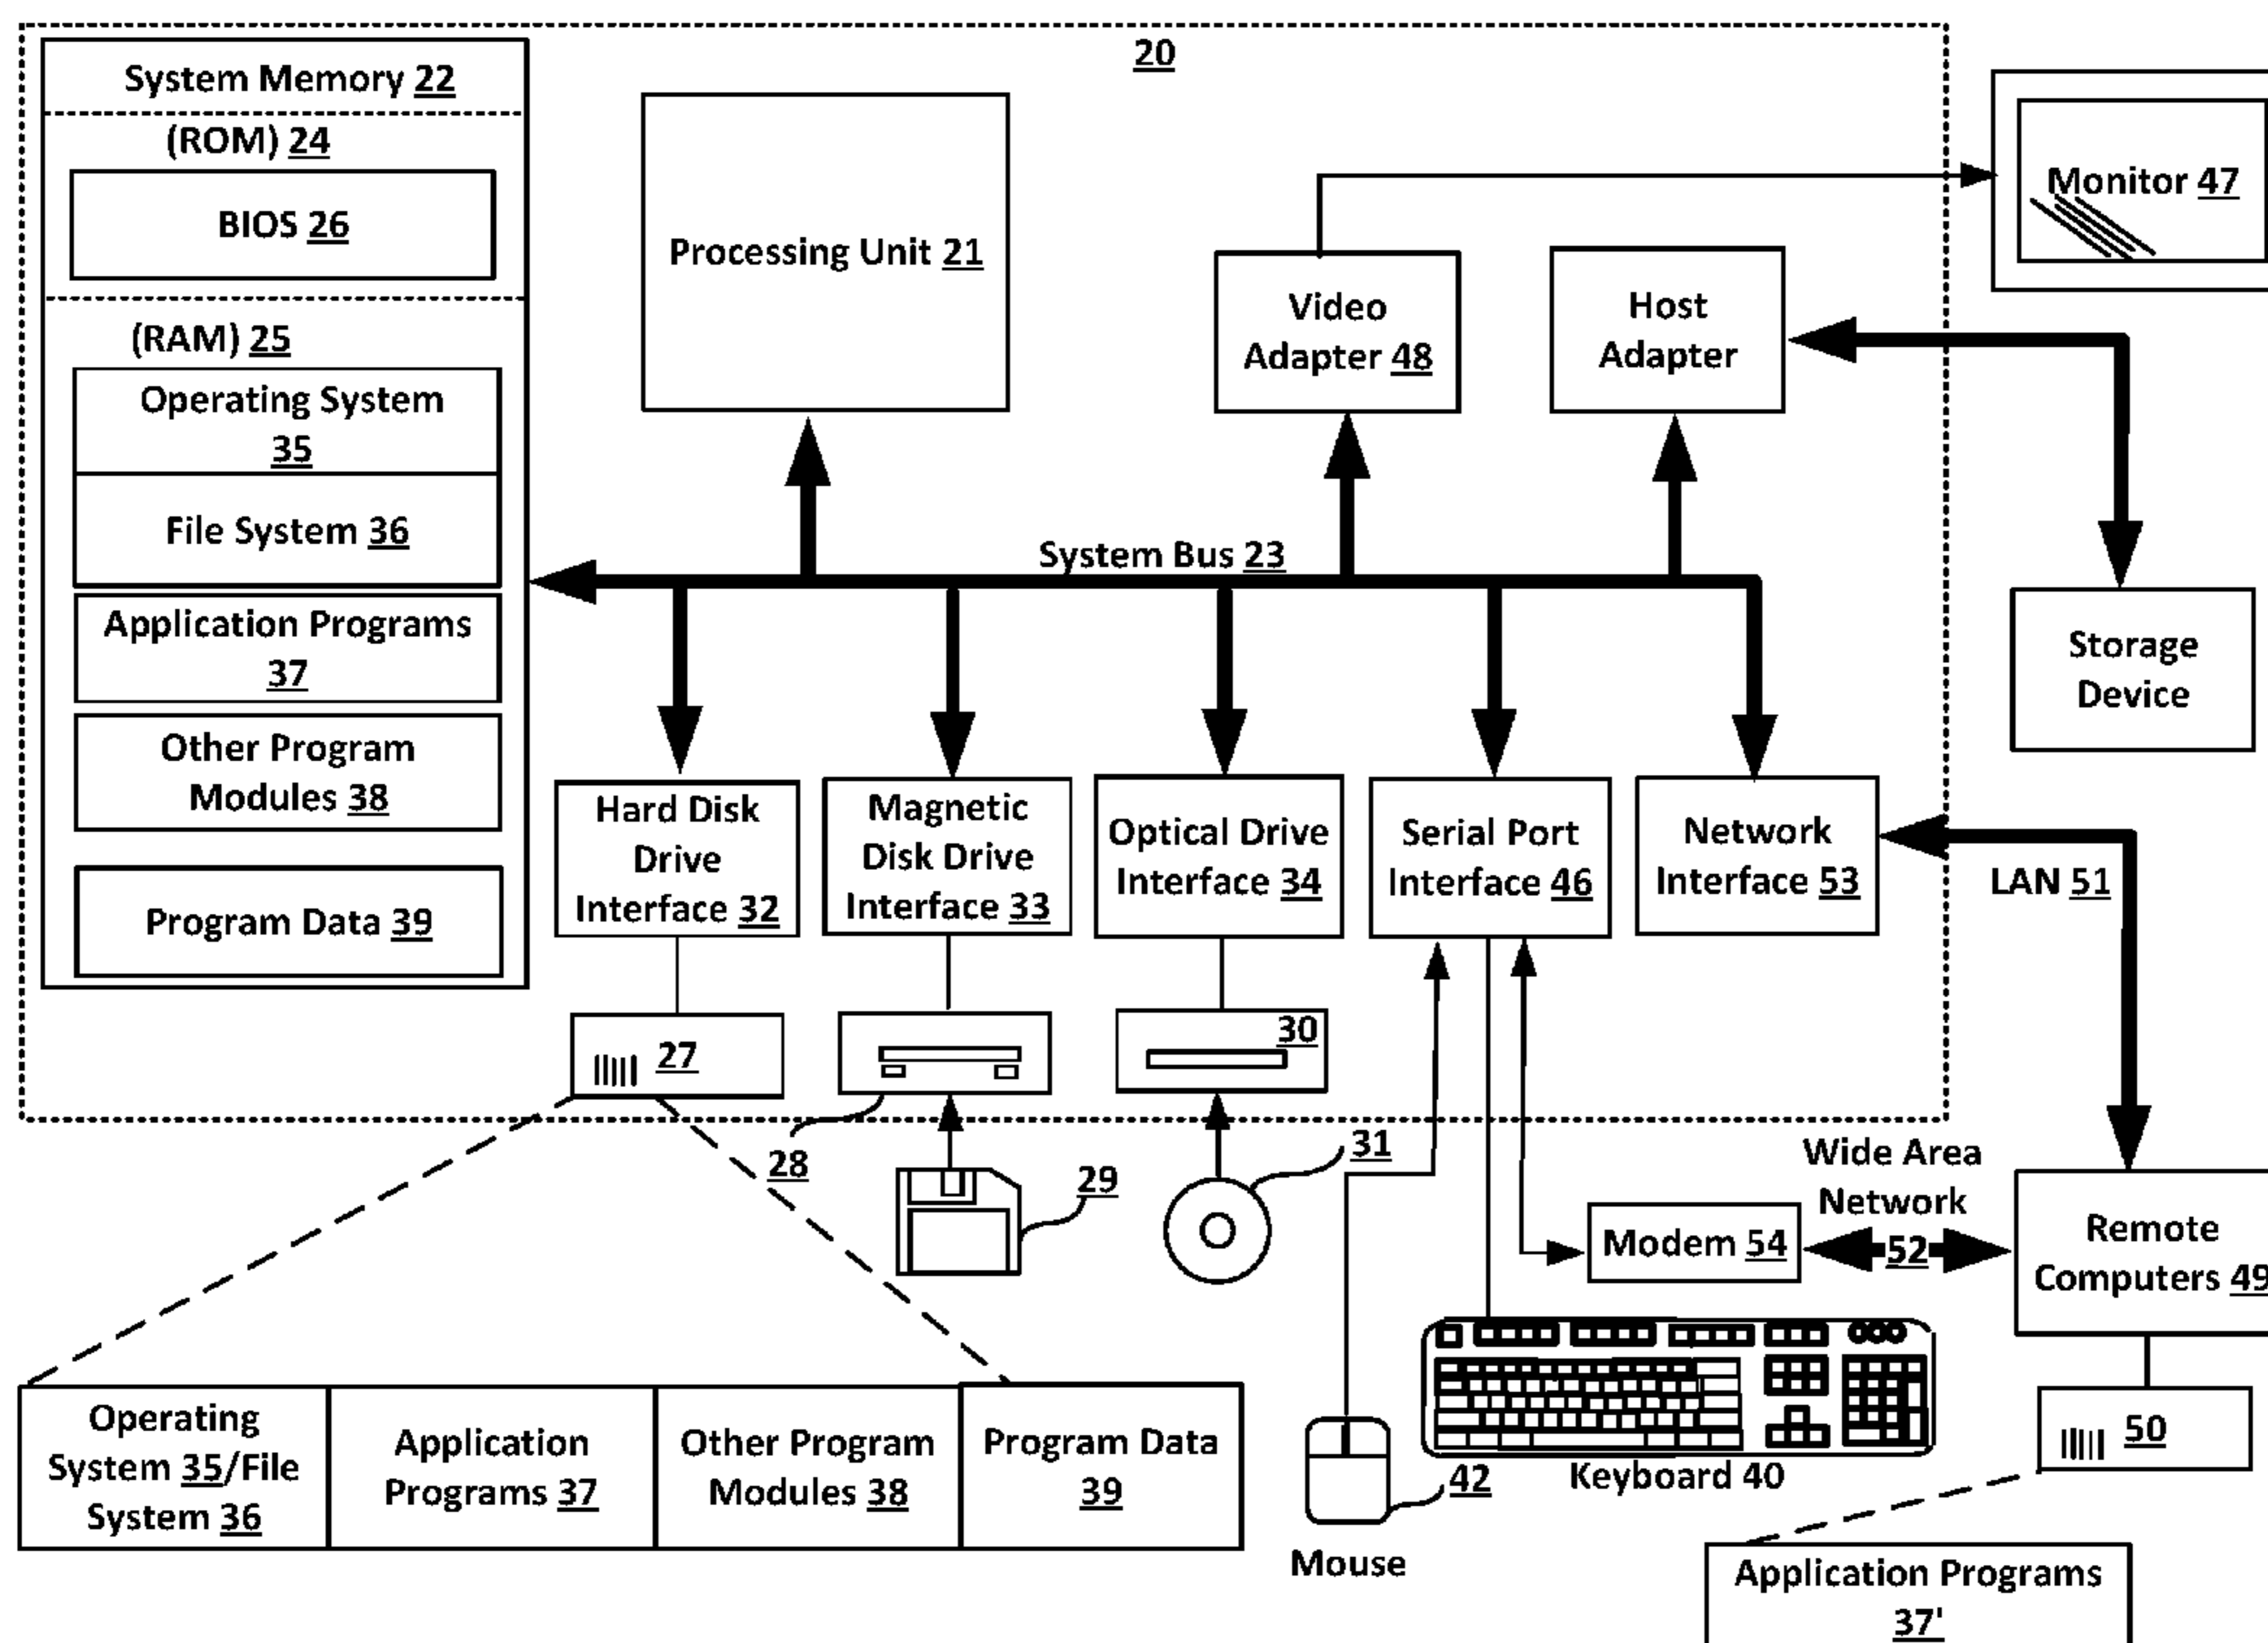 20
System Memory 22
(ROM) 24
BIOS 26
(RAM) 25
Operating System
35
File System 36
Application Programs
37
Other Program
Modules 38
Program Data 39
Processing Unit 21
Video
Adapter 48
Host
Adapter
Monitor 47
System Bus 23
Storage
Device
Hard Disk
Drive
Interface 32
Magnetic
Disk Drive
Interface 33
Optical Drive
Interface 34
Serial Port
Interface 46
Network
Interface 53
LAN 51
27
30
28
29
31
Wide Area
Network
52
Modem 54
Remote
Computers 49
50
Keyboard 40
42
Mouse
Operating
System 35/File
System 36
Application
Programs 37
Other Program
Modules 38
Program Data
39
Application Programs
37'